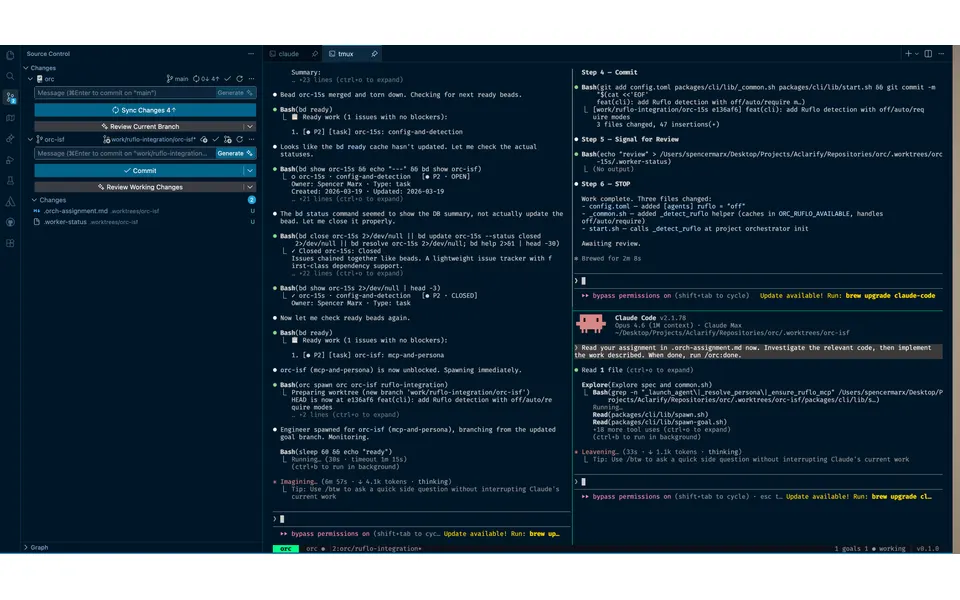 Source Control
Changes
orc
main
0↓ 4↑
Message (⌘Enter to commit on "main")
Generate
Sync Changes 4↑
Review Current Branch
orc-isf
work/ruflo-integration/orc-isf*
Message (⌘Enter to commit on "work/ruflo-integration...
Generate
Commit
Review Working Changes
Changes
2
.orch-assignment.md .worktrees/orc-isf
U
.worker-status .worktrees/orc-isf
U
Graph
claude
tmux
Summary:
… +23 lines (ctrl+o to expand)
Bead orc-15s merged and torn down. Checking for next ready beads.
Bash(bd ready)
Ready work (1 issues with no blockers):
1. [● P2] [task] orc-15s: config-and-detection
Looks like the bd ready cache hasn't updated. Let me check the actual
statuses.
Bash(bd show orc-15s && echo "---" && bd show orc-isf)
○ orc-15s · config-and-detection [● P2 · OPEN]
Owner: Spencer Marx · Type: task
Created: 2026-03-19 · Updated: 2026-03-19
… +21 lines (ctrl+o to expand)
The bd status command seemed to show the DB summary, not actually update the
bead. Let me close it properly.
Bash(bd close orc-15s 2>/dev/null || bd update orc-15s --status closed
2>/dev/null || bd resolve orc-15s 2>/dev/null; bd help 2>&1 | head -30)
✓ Closed orc-15s: Closed
Issues chained together like beads. A lightweight issue tracker with f
irst-class dependency support.
… +22 lines (ctrl+o to expand)
Bash(bd show orc-15s 2>/dev/null | head -3)
✓ orc-15s · config-and-detection [● P2 · CLOSED]
Owner: Spencer Marx · Type: task
Now let me check ready beads again.
Bash(bd ready)
Ready work (1 issues with no blockers):
1. [● P2] [task] orc-isf: mcp-and-persona
orc-isf (mcp-and-persona) is now unblocked. Spawning immediately.
Bash(orc spawn orc orc-isf ruflo-integration)
Preparing worktree (new branch 'work/ruflo-integration/orc-isf')
HEAD is now at e136af6 feat(cli): add Ruflo detection with off/auto/re
quire modes
… +2 lines (ctrl+o to expand)
Engineer spawned for orc-isf (mcp-and-persona), branching from the updated
goal branch. Monitoring.
Bash(sleep 60 && echo "ready")
Running… (30s · timeout 1m 15s)
(ctrl+b to run in background)
Imagining… (6m 57s · ↓ 4.1k tokens · thinking)
Tip: Use /btw to ask a quick side question without interrupting Claude's
current work
bypass permissions on (shift+tab to cyc… Update available! Run: brew up…
Step 4 — Commit
Bash(git add config.toml packages/cli/lib/_common.sh packages/cli/lib/start.sh && git commit -m
"$(cat <<'EOF'
feat(cli): add Ruflo detection with off/auto/require m…)
[work/ruflo-integration/orc-15s e136af6] feat(cli): add Ruflo detection with off/auto/req
uire modes
3 files changed, 47 insertions(+)
Step 5 — Signal for Review
Bash(echo "review" > /Users/spencermarx/Desktop/Projects/Aclarify/Repositories/orc/.worktrees/orc
-15s/.worker-status)
(No output)
Step 6 — STOP
Work complete. Three files changed:
- config.toml — added [agents] ruflo = "off"
- _common.sh — added _detect_ruflo helper (caches in ORC_RUFLO_AVAILABLE, handles
off/auto/require)
- start.sh — calls _detect_ruflo at project orchestrator init
Awaiting review.
Brewed for 2m 8s
bypass permissions on (shift+tab to cycle) Update available! Run: brew upgrade claude-code
Claude Code v2.1.78
Opus 4.6 (1M context) · Claude Max
~/Desktop/Projects/Aclarify/Repositories/orc/.worktrees/orc-isf
Read your assignment in .orch-assignment.md now. Investigate the relevant code, then implement
the work described. When done, run /orc:done.
Read 1 file (ctrl+o to expand)
Explore(Explore spec and common.sh)
Bash(grep -n "_launch_agent\|_resolve_persona\|_ensure_ruflo_mcp" /Users/spencermarx/Desktop/P
rojects/Aclarify/Repositories/orc/.worktrees/orc-isf/packages/cli/lib/s…)
Running…
Read(packages/cli/lib/spawn.sh)
Read(packages/cli/lib/spawn-goal.sh)
+18 more tool uses (ctrl+o to expand)
(ctrl+b to run in background)
Leavening… (33s · ↓ 1.1k tokens · thinking)
Tip: Use /btw to ask a quick side question without interrupting Claude's current work
bypass permissions on (shift+tab to cycle) · esc t… Update available! Run: brew upgrade cl…
orc orc ● 2:orc/ruflo-integration*
1 goals 1 ● working | v0.1.0